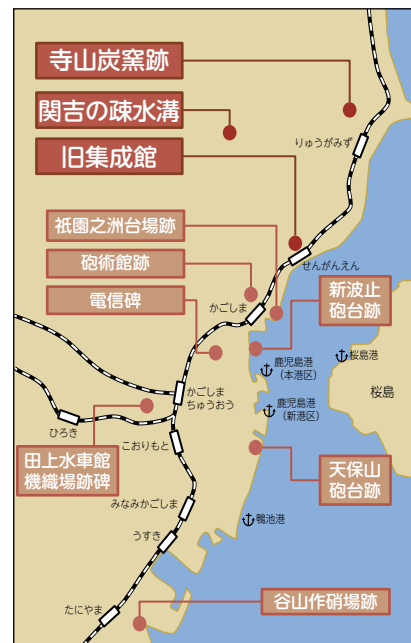 寺山炭窯跡
関吉の疎水溝
旧集成館
りゅうがみず
祇園之洲台場跡
せんがんえん
砲術館跡
新波止
砲台跡
電信碑
かごしま
鹿児島港
(本港区)
桜島港
桜島
かごしま
ちゅうおう
鹿児島港
(新港区)
ひろき
こおりもと
田上水車館
機織場跡碑
天保山
砲台跡
みなみかごしま
鴨池港
うすき
たにやま
谷山作硝場跡